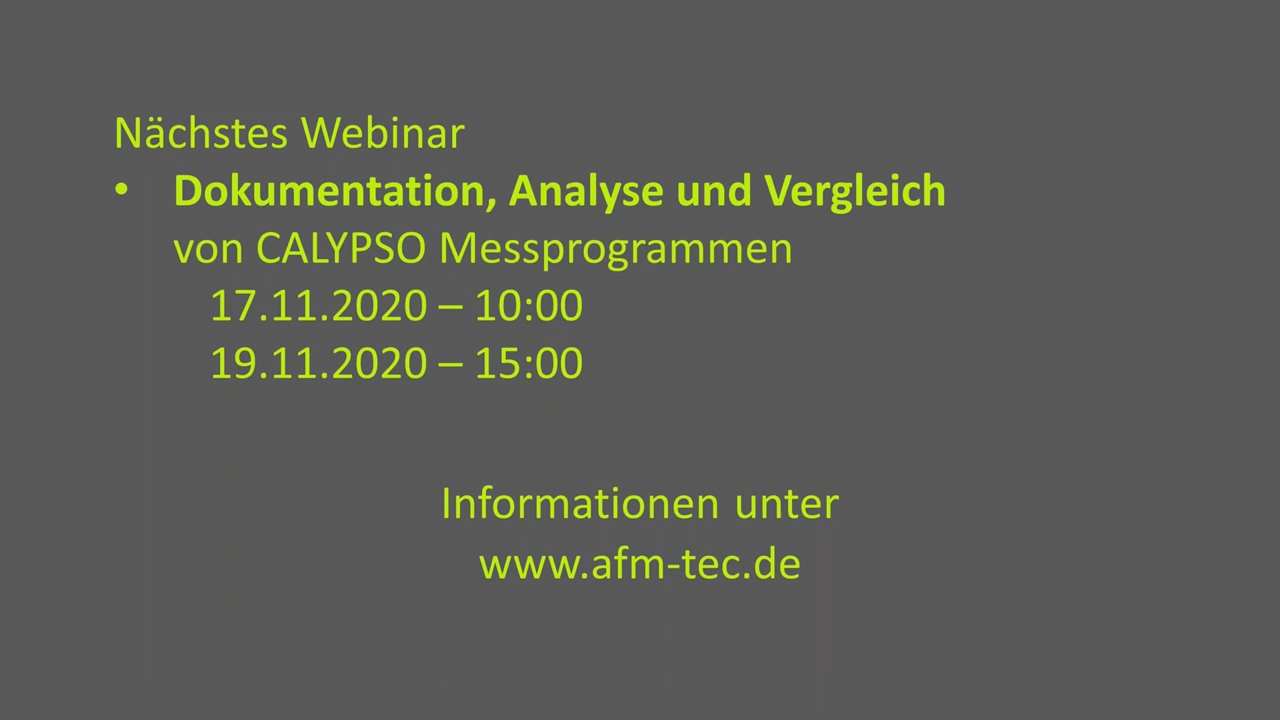 Nächstes Webinar
• Dokumentation, Analyse und Vergleich
von CALYPSO Messprogrammen
17.11.2020 – 10:00
19.11.2020 – 15:00
Informationen unter
www.afm-tec.de